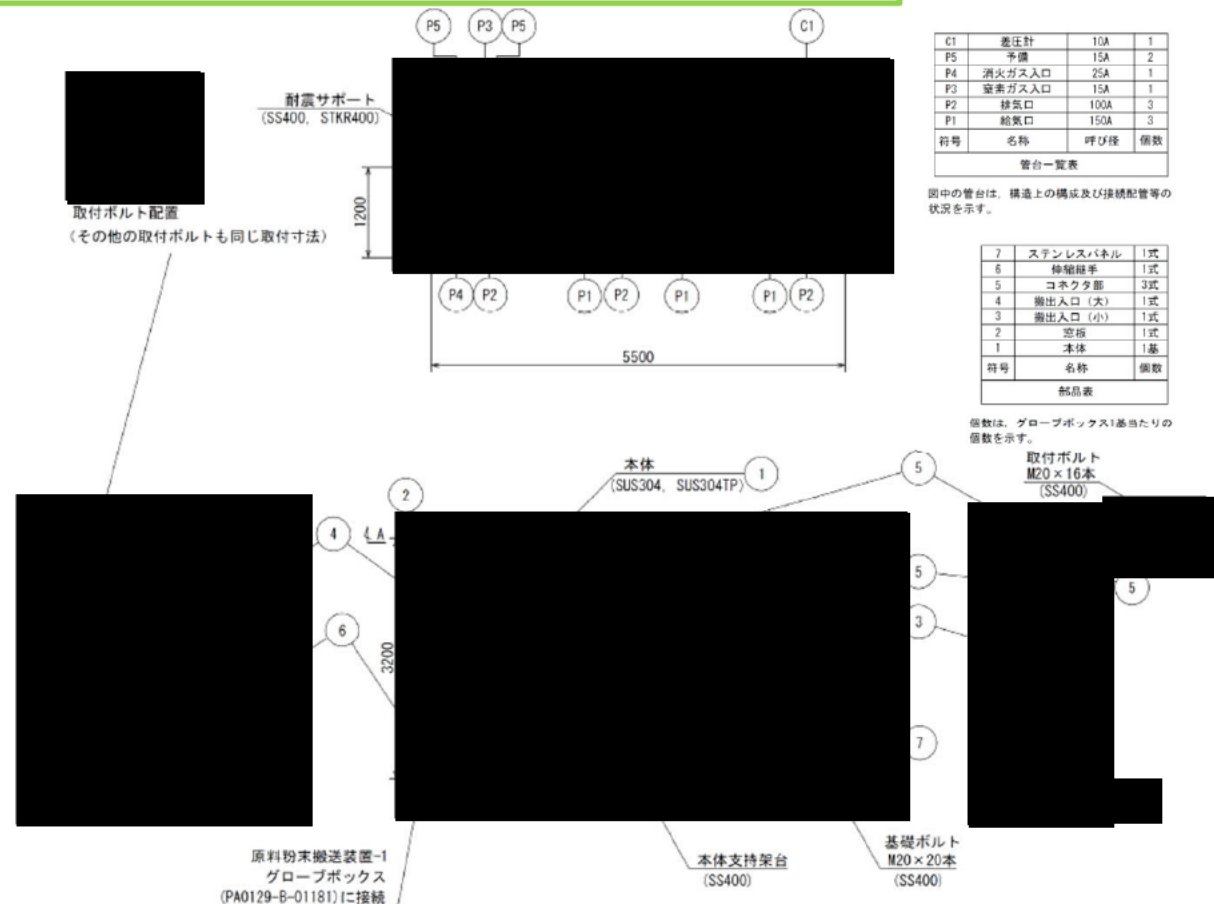 P5
P3
P5
C1
耐震サポート
(SS400, STKR400)
1200
P4
P2
P1
P2
P1
P1
P2
5500
取付ボルト配置
(その他の取付ボルトも同じ取付寸法)
C1 差圧計 10A 1
P5 予備 15A 2
P4 消火ガス入口 25A 1
P3 窒素ガス入口 15A 1
P2 排気口 100A 3
P1 給気口 150A 3
符号 名称 呼び径 個数
管台一覧表
図中の管台は，構造上の構成及び接続配管等の
状況を示す。
7 ステンレスパネル 1式
6 伸縮継手 1式
5 コネクタ部 3式
4 搬出入口（大） 1式
3 搬出入口（小） 1式
2 窓板 1式
1 本体 1基
符号 名称 個数
部品表
個数は，グローブボックス1基当たりの
個数を示す。
取付ボルト
M20×16本
(SS400)
本体
(SUS304, SUS304TP)
1
2
5
4
A
5
5
3
6
3200
7
原料粉末搬送装置-1
グローブボックス
(PA0129-B-01181)に接続
本体支持架台
(SS400)
基礎ボルト
M20×20本
(SS400)